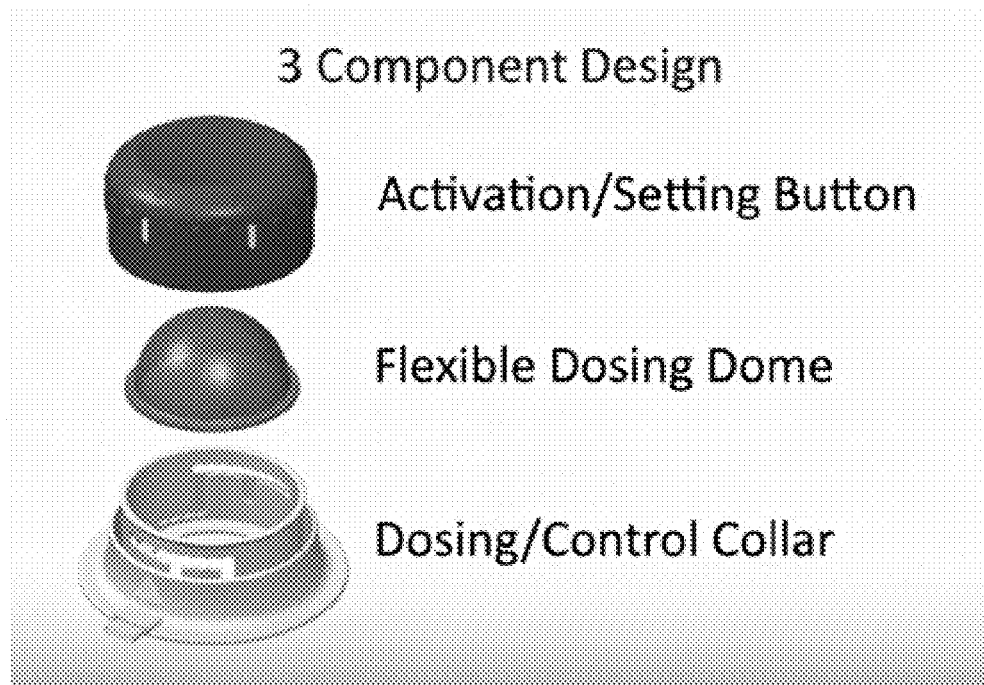 3 Component Design
Activation/Setting Button
Flexible Dosing Dome
Dosing/Control Collar